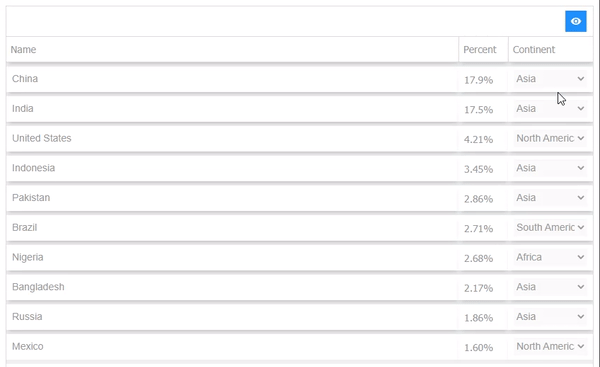 Name Percent Continent
China 17.9% Asia
India 17.5% Asia
United States 4.21% North Americ
Indonesia 3.45% Asia
Pakistan 2.86% Asia
Brazil 2.71% South Americ
Nigeria 2.68% Africa
Bangladesh 2.17% Asia
Russia 1.86% Asia
Mexico 1.60% North Americ